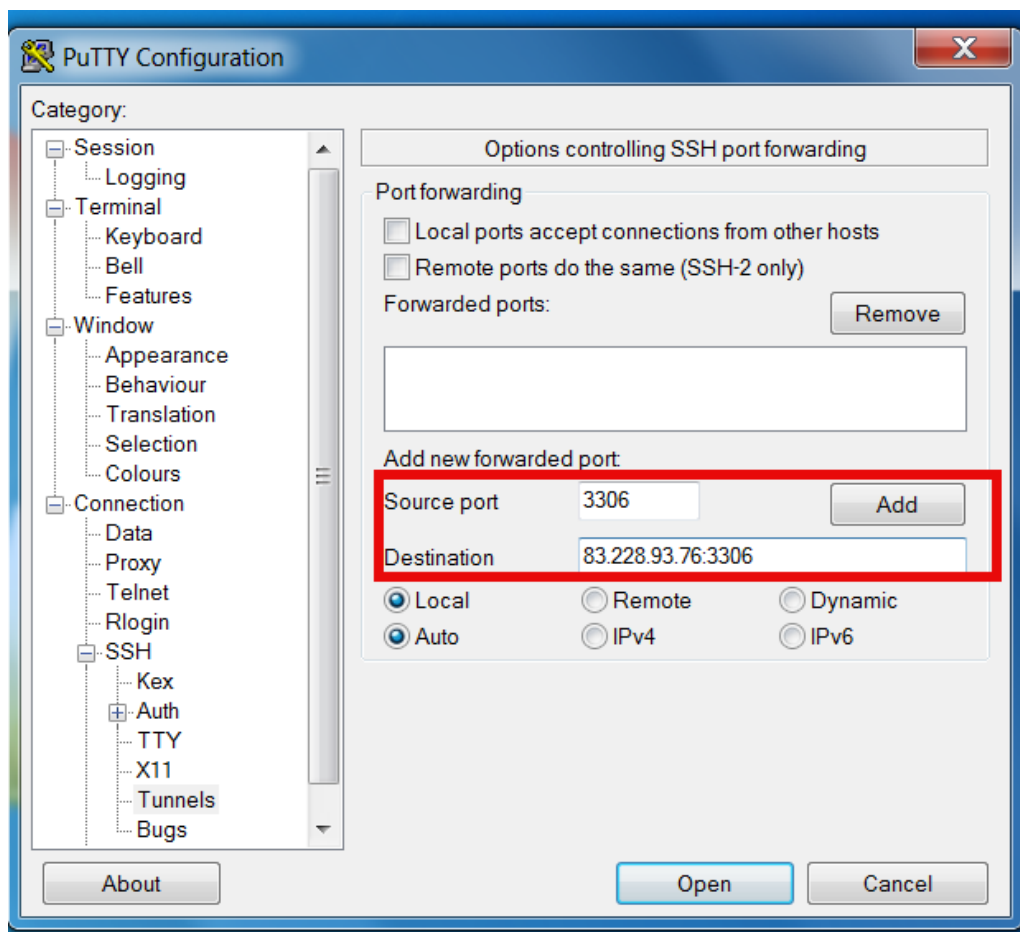 PuTTY Configuration
Category:
Session
Logging
Terminal
Keyboard
Bell
Features
Window
Appearance
Behaviour
Translation
Selection
Colours
Connection
Data
Proxy
Telnet
Rlogin
SSH
Kex
Auth
TTY
X11
Tunnels
Bugs
Options controlling SSH port forwarding
Port forwarding
Local ports accept connections from other hosts
Remote ports do the same (SSH-2 only)
Forwarded ports: Remove
Add new forwarded port:
Source port 3306 Add
Destination 83.228.93.76:3306
Local Remote Dynamic
Auto IPv4 IPv6
About Open Cancel